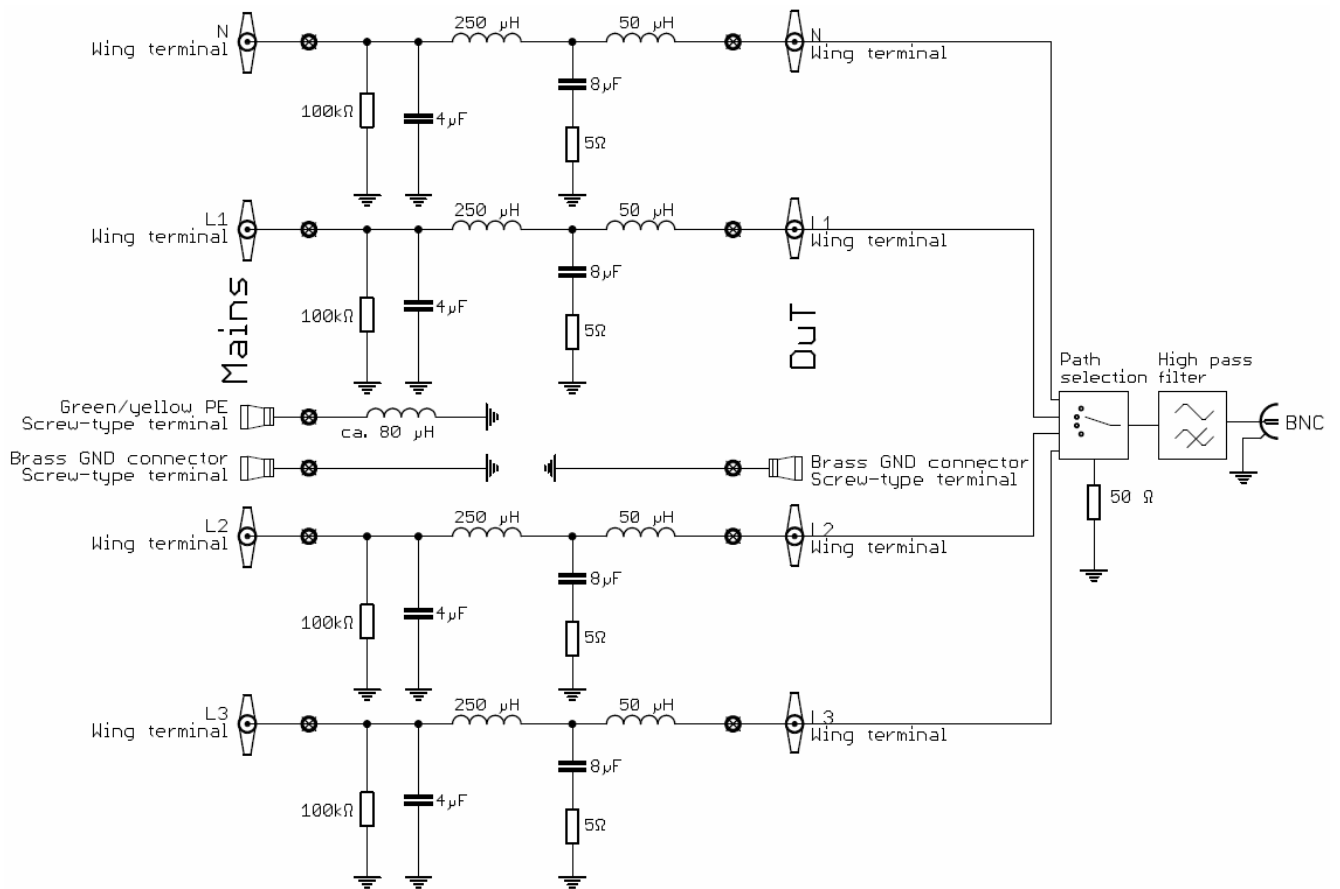 N
Wing terminal
250 µH
50 µH
N
Wing terminal
100kΩ
4µF
8µF
5Ω
L1
Wing terminal
250 µH
50 µH
L1
Wing terminal
100kΩ
4µF
8µF
5Ω
Mains
DuT
Path
selection
High pass
filter
Green/yellow PE
Screw-type terminal
ca. 80 µH
BNC
Brass GND connector
Screw-type terminal
Brass GND connector
Screw-type terminal
50 Ω
L2
Wing terminal
250 µH
50 µH
L2
Wing terminal
100kΩ
4µF
8µF
5Ω
L3
Wing terminal
250 µH
50 µH
L3
Wing terminal
100kΩ
4µF
8µF
5Ω